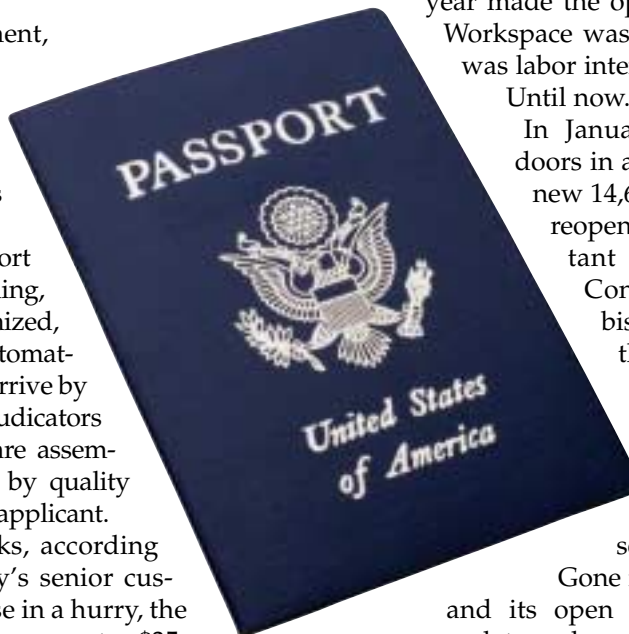 nent,
s
ort
ing,
nized,
tomat-
rrive by
udicators
are assem-
by quality
applicant.
ks, according
y's senior cus-
se in a hurry, the
PASSPORT
United States
of America
year made the op
Workspace was
was labor inte
Until now.
In Janua
doors in a
new 14,6
reopen
tant
Con
bis
th
so
Gone
and its open